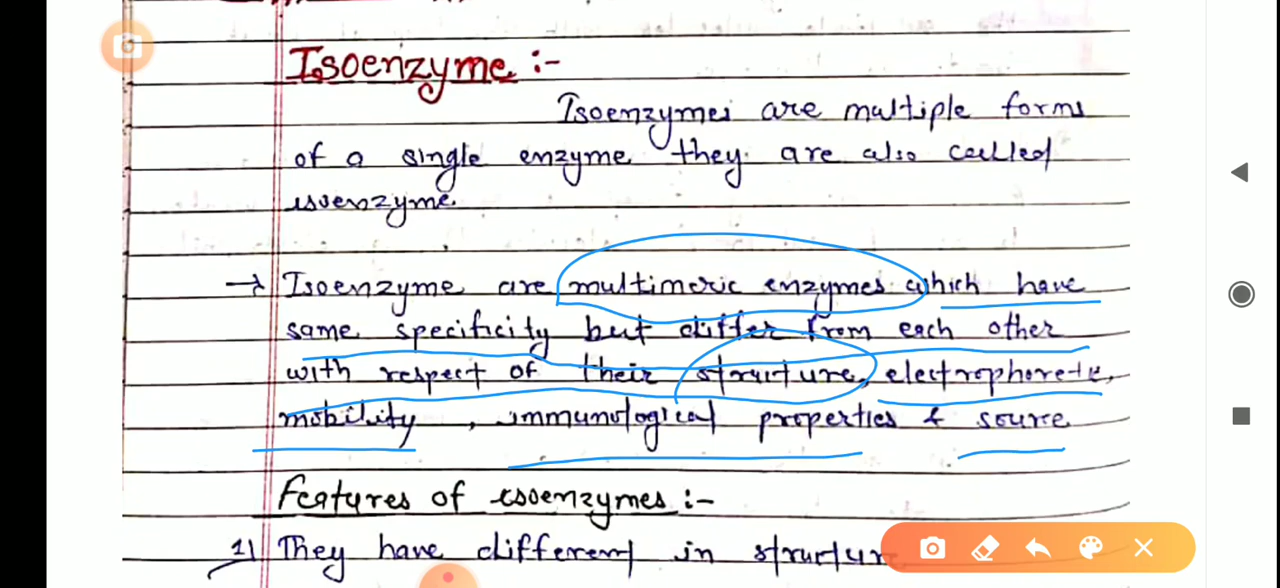 Isoenzyme :-
Isoenzymes are multiple forms
of a single enzyme they are also called
isoenzyme.
→ Isoenzyme are multimeric enzymes which have
same specificity but differ from each other
with respect of their structure, electrophoretic,
mobility, immunological properties & source
Features of isoenzymes :-
1) They have different in structur